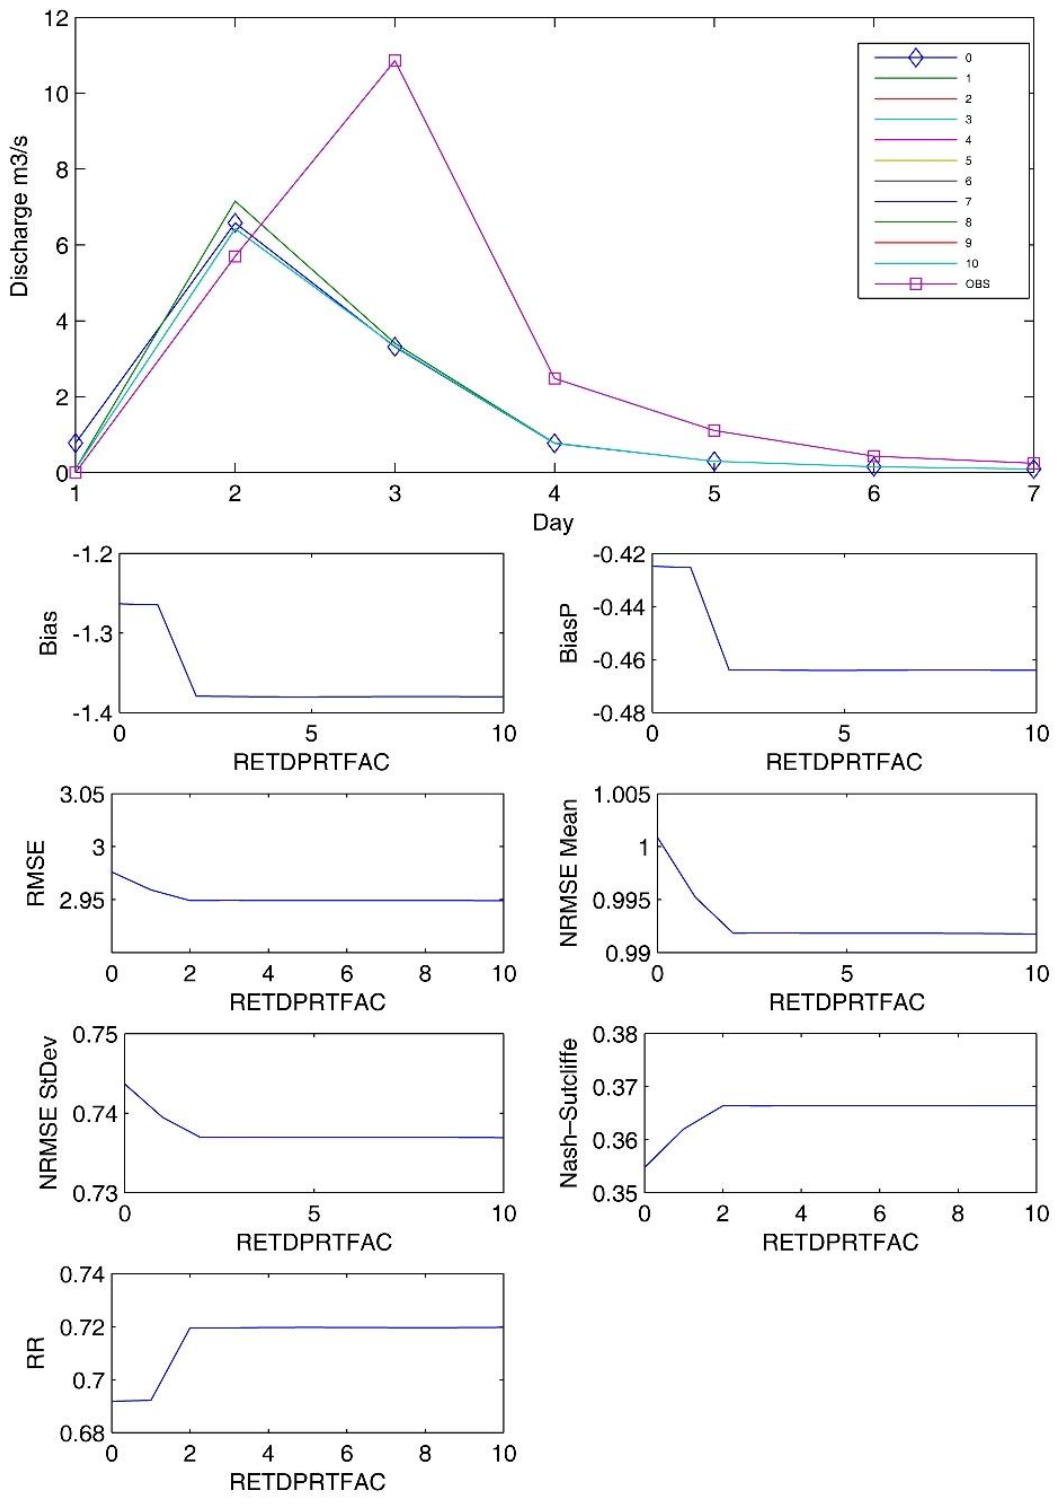 12
10
8
6
4
2
0
Discharge m3/s
0
1
2
3
4
5
6
7
8
9
10
OBS
1 2 3 4 5 6 7
Day
-1.2
-1.3
-1.4
Bias
0 5 10
RETDPRTFAC
-0.42
-0.44
-0.46
-0.48
BiasP
0 5 10
RETDPRTFAC
3.05
3
2.95
RMSE
0 2 4 6 8 10
RETDPRTFAC
1.005
1
0.995
0.99
NRMSE Mean
0 5 10
RETDPRTFAC
0.75
0.74
0.73
NRMSE StDev
0 5 10
RETDPRTFAC
0.38
0.37
0.36
0.35
Nash–Sutcliffe
0 2 4 6 8 10
RETDPRTFAC
0.74
0.72
0.7
0.68
RR
0 2 4 6 8 10
RETDPRTFAC